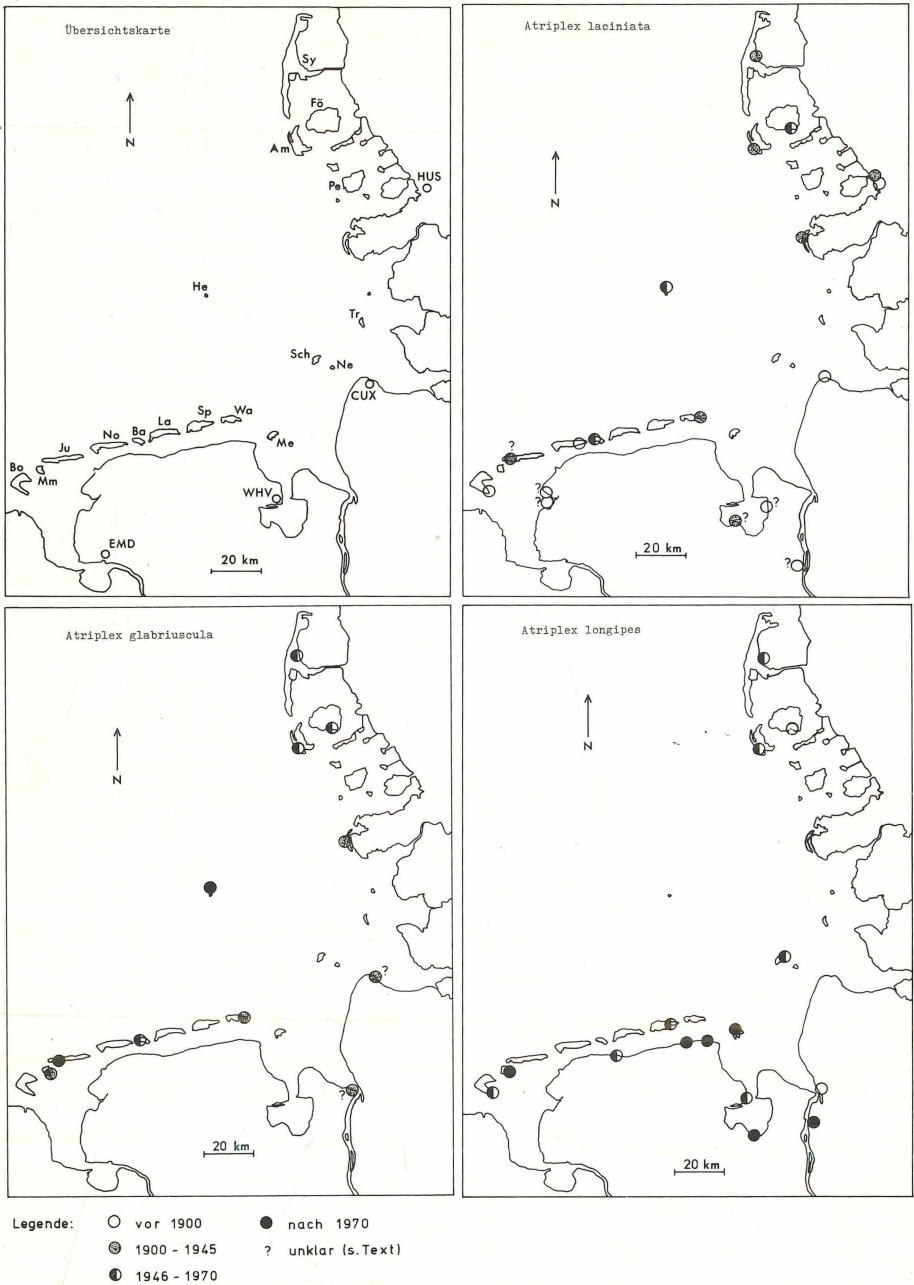 Übersichtskarte
Sy
Fö
Am
N
Pe
HUS
He
Tr
Sch
Ne
CUX
Wa
Sp
La
Ba
No
Ju
Me
Bo
Mm
WHV
EMD
20 km
Atriplex laciniata
N
?
?
?
?
?
?
20 km
Atriplex glabriuscula
N
?
?
20 km
Atriplex longipes
N
20 km
Legende:
vor 1900
nach 1970
1900 - 1945
? unklar (s. Text)
1946 - 1970